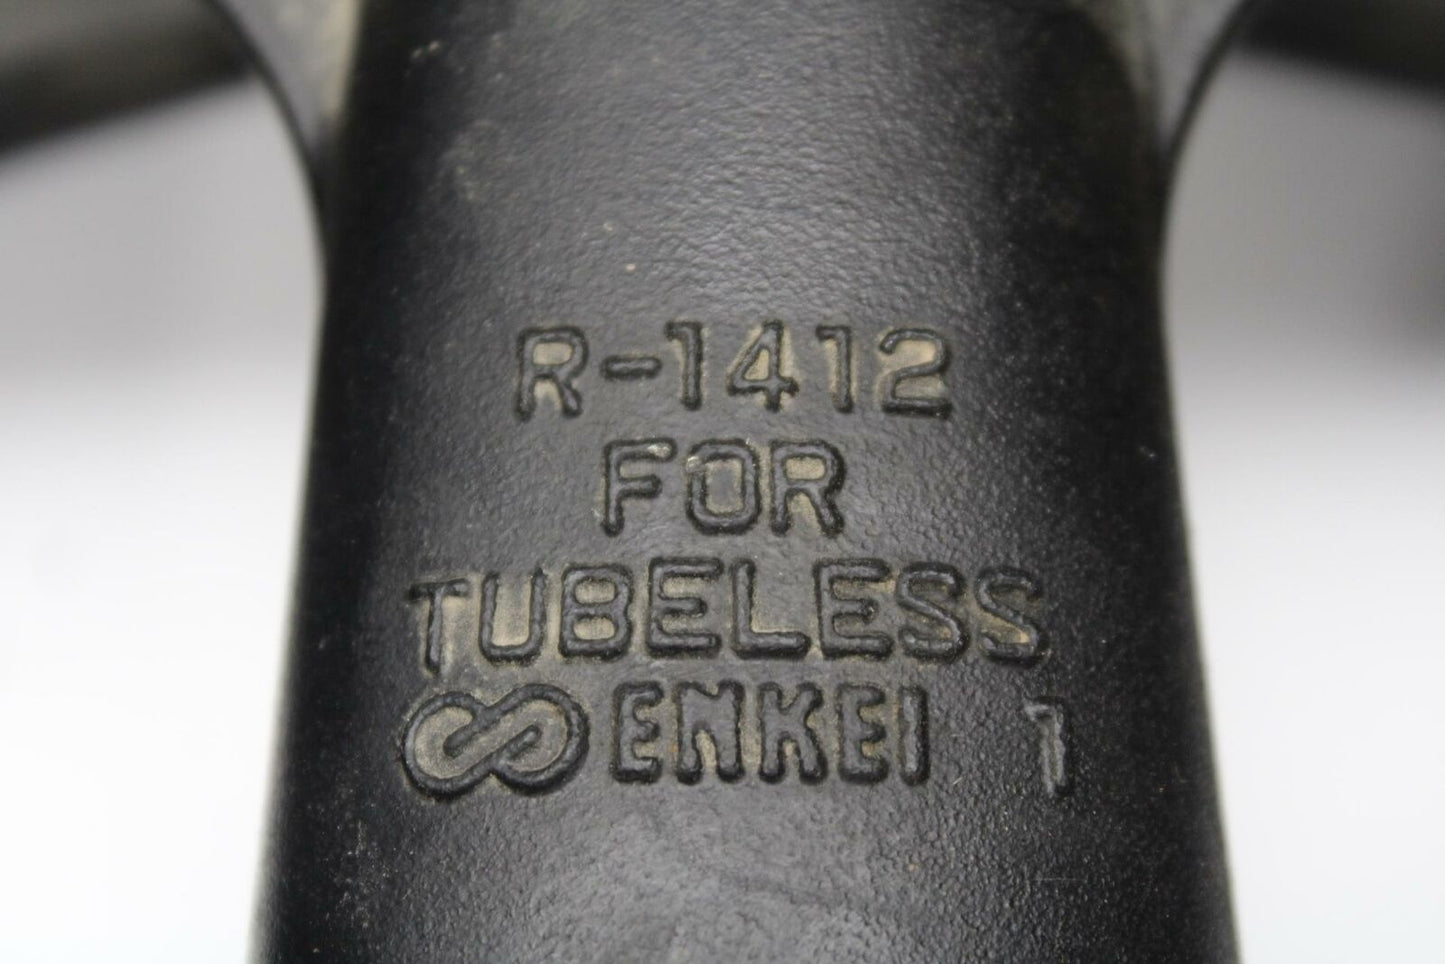 R-1412
FOR
TUBELESS
ENKEI 1